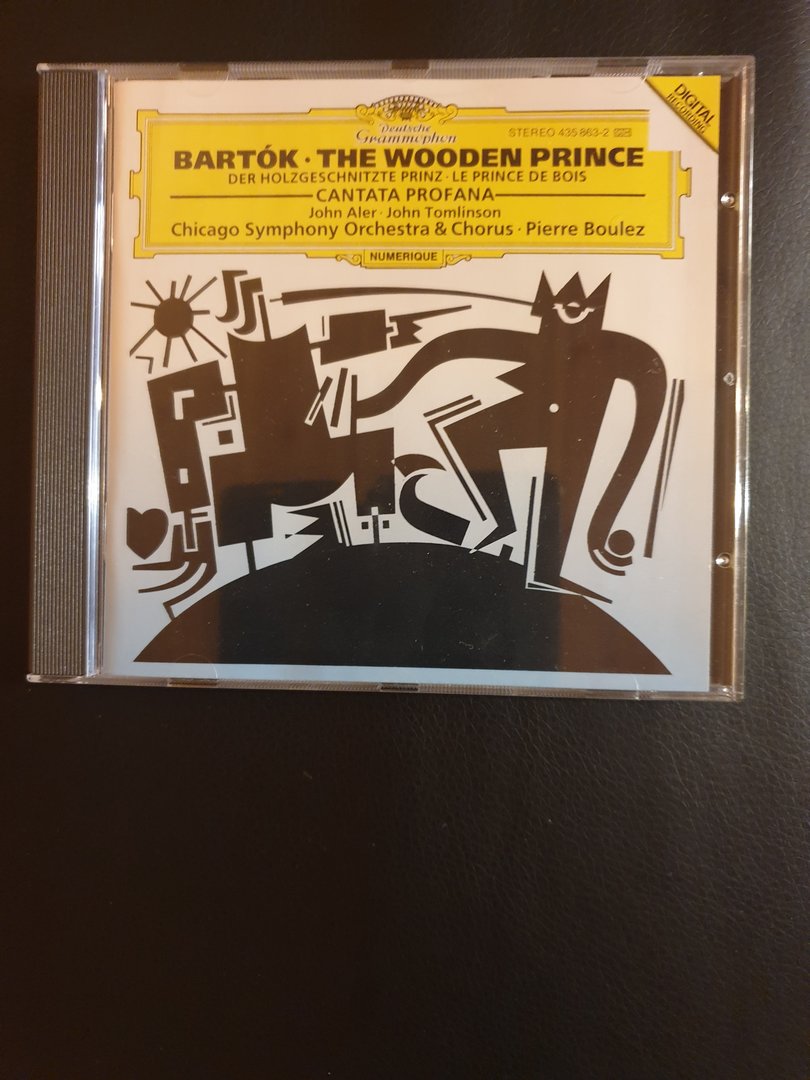 DIGITAL
RECORDING
Deutsche
Grammophon
STEREO 435 863-2
BARTÓK · THE WOODEN PRINCE
DER HOLZGESCHNITZTE PRINZ · LE PRINCE DE BOIS
CANTATA PROFANA
John Aler · John Tomlinson
Chicago Symphony Orchestra & Chorus · Pierre Boulez
NUMERIQUE